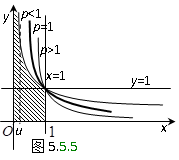 y
p<1
p=1
p>1
x=1
y=1
O u 1 x
图 5.5.5